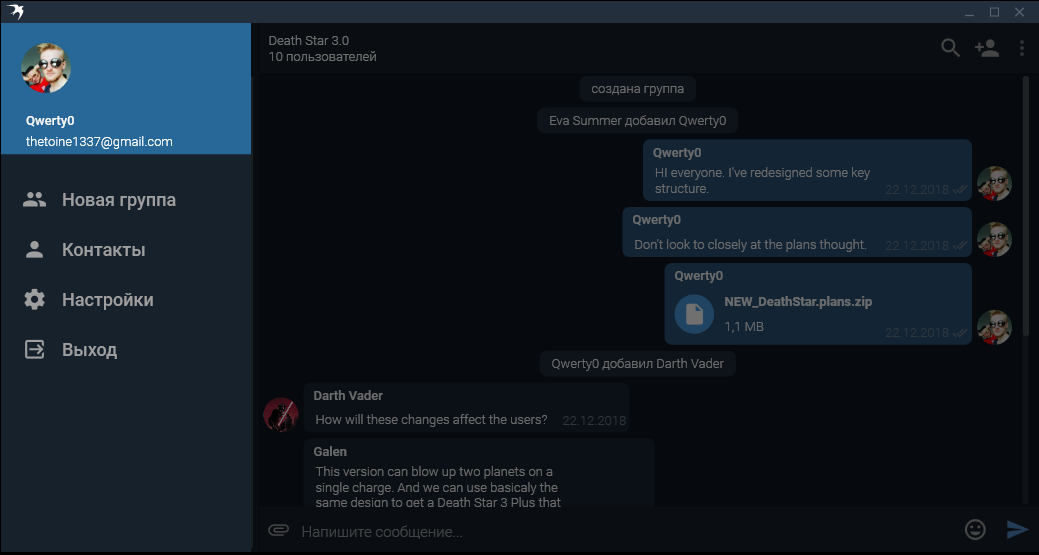 Qwerty0
thetoine1337@gmail.com
Новая группа
Контакты
Настройки
Выход
Death Star 3.0
10 пользователей
создана группа
Eva Summer добавил Qwerty0
Qwerty0
HI everyone. I've redesigned some key
structure.
22.12.2018
Qwerty0
Don't look to closely at the plans thought.
22.12.2018
Qwerty0
NEW_DeathStar.plans.zip
1,1 MB
22.12.2018
Qwerty0 добавил Darth Vader
Darth Vader
How will these changes affect the users?
22.12.2018
Galen
This version can blow up two planets on a
single charge. And we can use basicaly the
same design to get a Death Star 3 Plus that
Напишите сообщение...